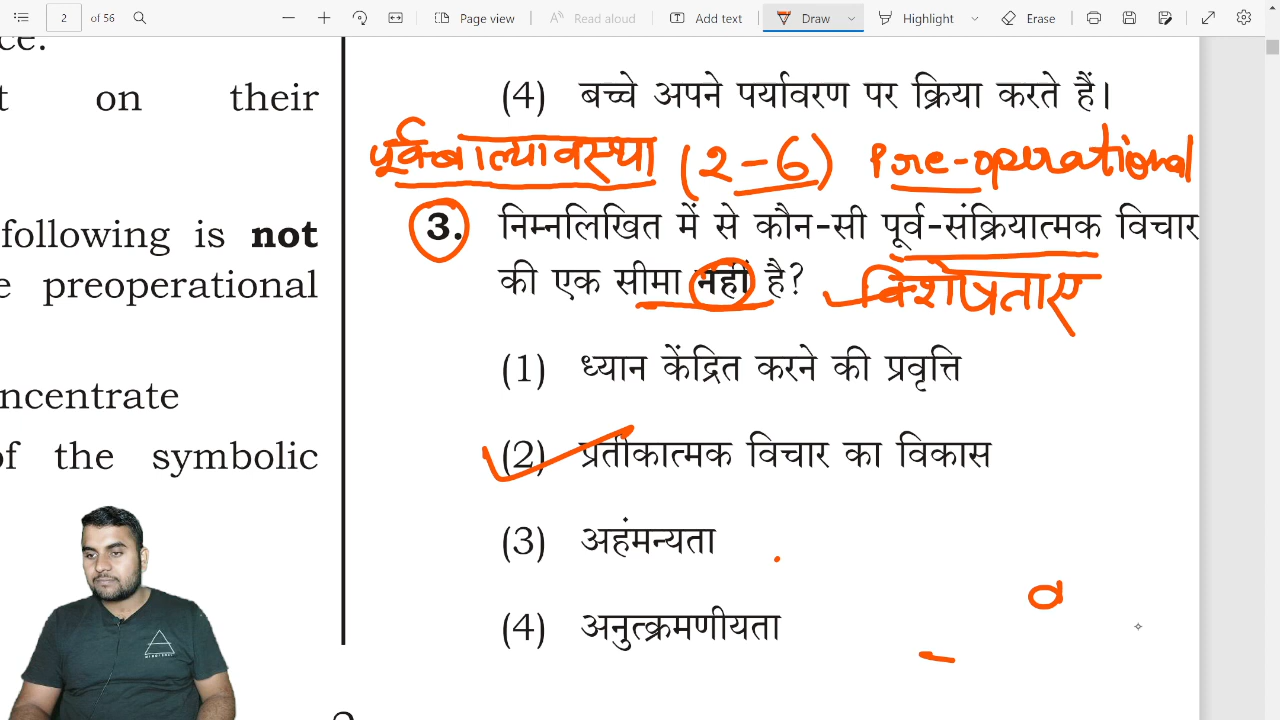 2 of 56 Page view Read aloud Add text Draw Highlight Erase
ce.
t on their
(4) बच्चे अपने पर्यावरण पर क्रिया करते हैं।
पूर्वबाल्यावस्था (2-6) Pre-operational
following is not
e preoperational
3. निम्नलिखित में से कौन-सी पूर्व-संक्रियात्मक विचार
की एक सीमा नहीं है? विशेषताए
(1) ध्यान केंद्रित करने की प्रवृत्ति
ncentrate
of the symbolic
(2) प्रतीकात्मक विचार का विकास
(3) अहंमन्यता
(4) अनुत्क्रमणीयता